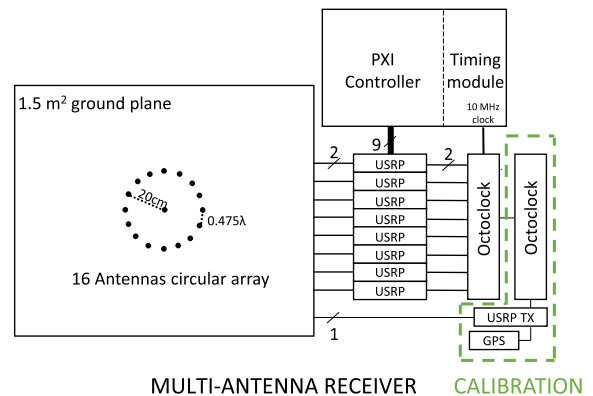 PXI
Controller
Timing
module
10 MHz
clock
1.5 m² ground plane
20cm
0.475λ
16 Antennas circular array
2
9
2
USRP
USRP
USRP
USRP
USRP
USRP
USRP
USRP
Octoclock
Octoclock
1
USRP TX
GPS
MULTI-ANTENNA RECEIVER
CALIBRATION